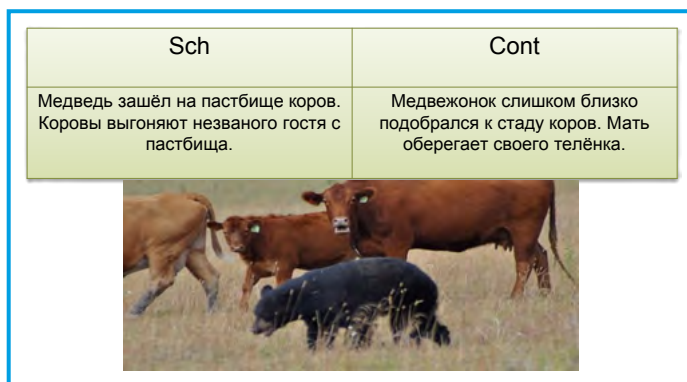 Sch
Cont
Медведь зашёл на пастбище коров.
Коровы выгоняют незваного гостя с
пастбища.
Медвежонок слишком близко
подобрался к стаду коров. Мать
оберегает своего телёнка.